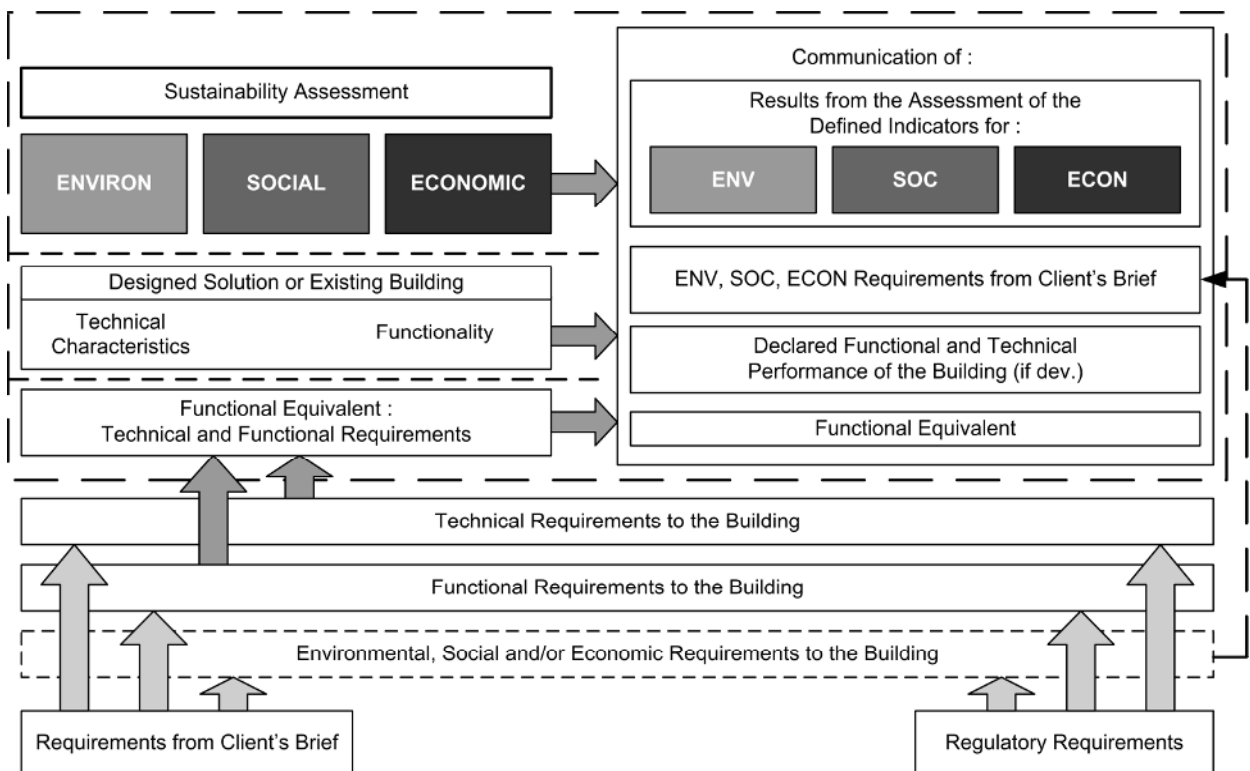 Sustainability Assessment
ENVIRON
SOCIAL
ECONOMIC
Designed Solution or Existing Building
Technical
Characteristics
Functionality
Functional Equivalent :
Technical and Functional Requirements
Communication of :
Results from the Assessment of the
Defined Indicators for :
ENV
SOC
ECON
ENV, SOC, ECON Requirements from Client's Brief
Declared Functional and Technical
Performance of the Building (if dev.)
Functional Equivalent
Technical Requirements to the Building
Functional Requirements to the Building
Environmental, Social and/or Economic Requirements to the Building
Requirements from Client's Brief
Regulatory Requirements